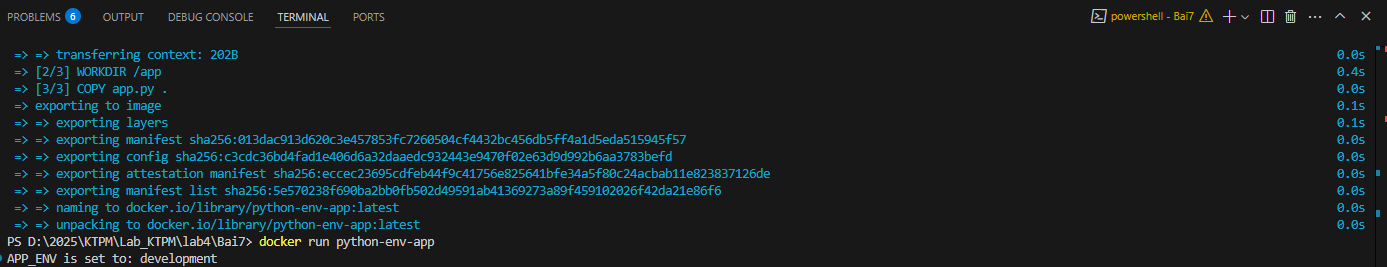 PROBLEMS 6 OUTPUT DEBUG CONSOLE TERMINAL PORTS powershell - Bai7
=> => transferring context: 202B 0.0s
=> [2/3] WORKDIR /app 0.4s
=> [3/3] COPY app.py . 0.0s
=> exporting to image 0.1s
=> => exporting layers 0.1s
=> => exporting manifest sha256:013dac913d620c3e457853fc7260504cf4432bc456db5ff4a1d5eda515945f57 0.0s
=> => exporting config sha256:c3cdc36bd4fad1e406d6a32daaedc932443e9470f02e63d9d992b6aa3783befd 0.0s
=> => exporting attestation manifest sha256:eccec23695cdfeb44f9c41756e825641bfe34a5f80c24acbab11e823837126de 0.0s
=> => exporting manifest list sha256:5e570238f690ba2bb0fb502d49591ab41369273a89f459102026f42da21e86f6 0.0s
=> => naming to docker.io/library/python-env-app:latest 0.0s
=> => unpacking to docker.io/library/python-env-app:latest 0.0s
PS D:\2025\KTPM\Lab_KTPM\lab4\Bai7> docker run python-env-app
APP_ENV is set to: development